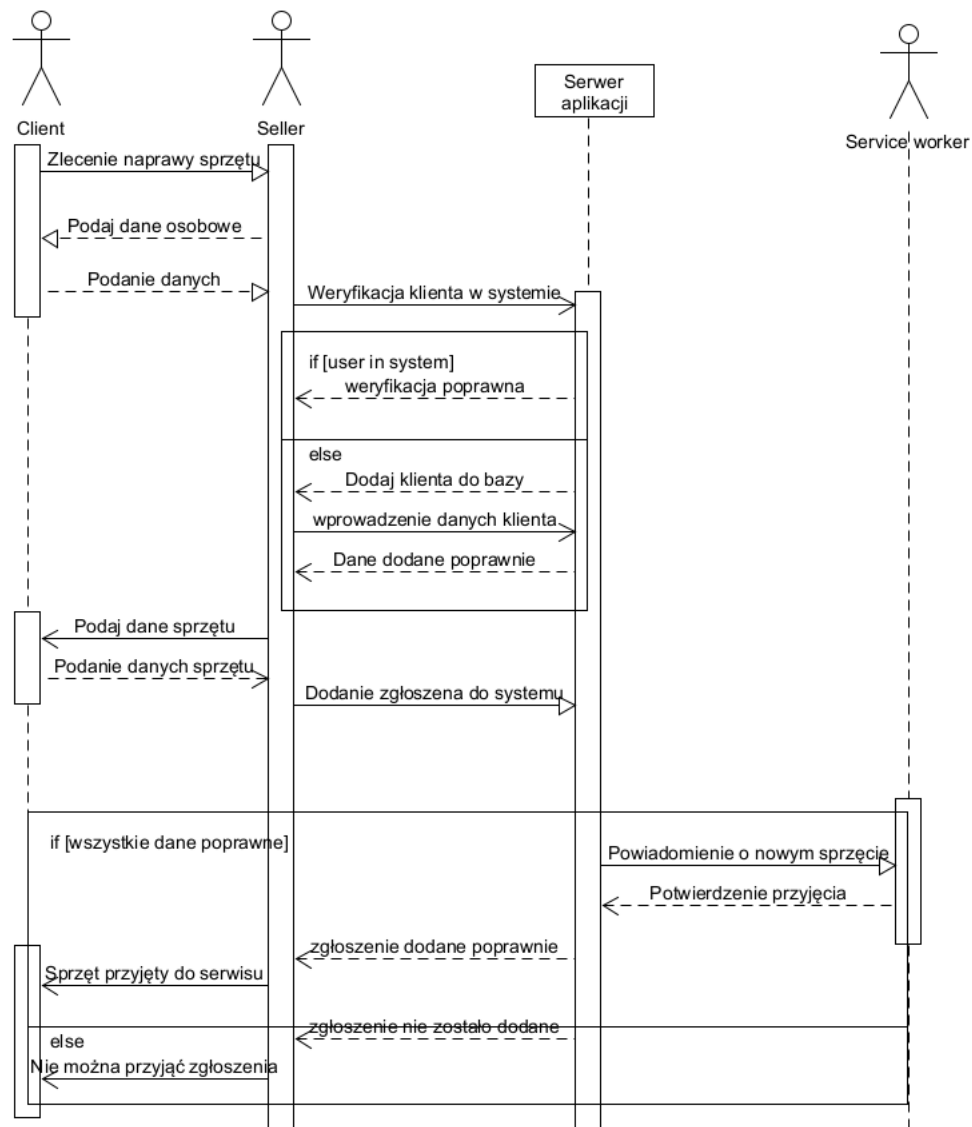 Serwer
aplikacji
Client
Seller
Service worker
Zlecenie naprawy sprzętu
Podaj dane osobowe
Podanie danych
Weryfikacja klienta w systemie
if [user in system]
weryfikacja poprawna
else
Dodaj klienta do bazy
wprowadzenie danych klienta
Dane dodane poprawnie
Podaj dane sprzętu
Podanie danych sprzętu
Dodanie zgłoszena do systemu
if [wszystkie dane poprawne]
Powiadomienie o nowym sprzęcie
Potwierdzenie przyjęcia
zgłoszenie dodane poprawnie
Sprzęt przyjęty do serwisu
zgłoszenie nie zostało dodane
else
Nie można przyjąć zgłoszenia